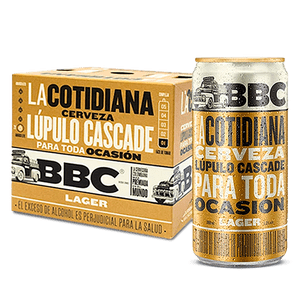 LA COTIDIANA
CERVEZA
LÚPULO CASCADE
PARA TODA
OCASIÓN
BBC
LAGER
- EL EXCESO DE ALCOHOL ES PERJUDICIAL PARA LA SALUD -
BBC
LA
COTIDIANA
CERVEZA
LÚPULO CASCADE
PARA TODA
OCASIÓN
LAGER